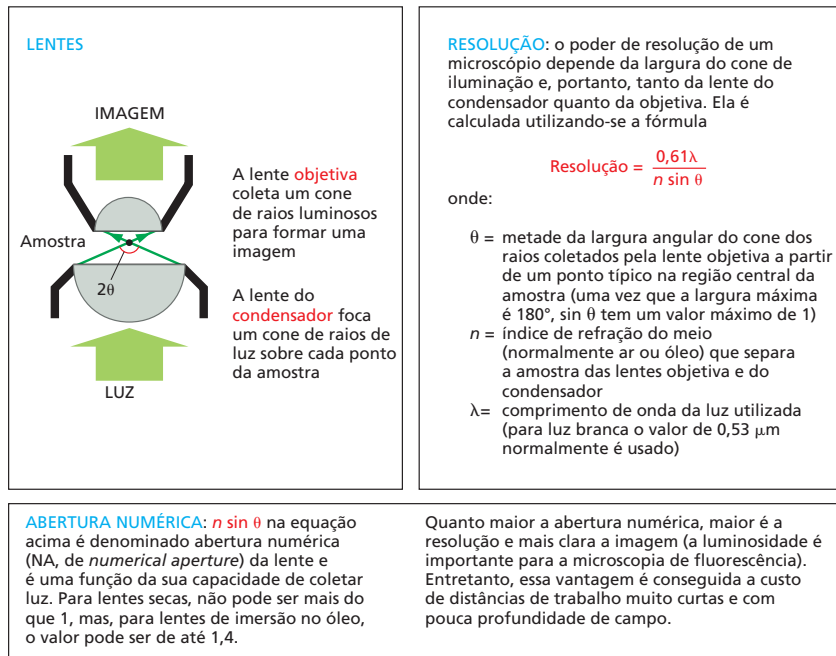 LENTES
IMAGEM
Amostra
2θ
LUZ
A lente objetiva
coleta um cone
de raios luminosos
para formar uma
imagem
A lente do
condensador foca
um cone de raios de
luz sobre cada ponto
da amostra
RESOLUÇÃO: o poder de resolução de um
microscópio depende da largura do cone de
iluminação e, portanto, tanto da lente do
condensador quanto da objetiva. Ela é
calculada utilizando-se a fórmula
Resolução = 0,61λ / n sin θ
onde:
θ = metade da largura angular do cone dos
raios coletados pela lente objetiva a partir
de um ponto típico na região central da
amostra (uma vez que a largura máxima
é 180°, sin θ tem um valor máximo de 1)
n = índice de refração do meio
(normalmente ar ou óleo) que separa
a amostra das lentes objetiva e do
condensador
λ= comprimento de onda da luz utilizada
(para luz branca o valor de 0,53 μm
normalmente é usado)
ABERTURA NUMÉRICA: n sin θ na equação
acima é denominado abertura numérica
(NA, de numerical aperture) da lente e
é uma função da sua capacidade de coletar
luz. Para lentes secas, não pode ser mais do
que 1, mas, para lentes de imersão no óleo,
o valor pode ser de até 1,4.
Quanto maior a abertura numérica, maior é a
resolução e mais clara a imagem (a luminosidade é
importante para a microscopia de fluorescência).
Entretanto, essa vantagem é conseguida a custo
de distâncias de trabalho muito curtas e com
pouca profundidade de campo.